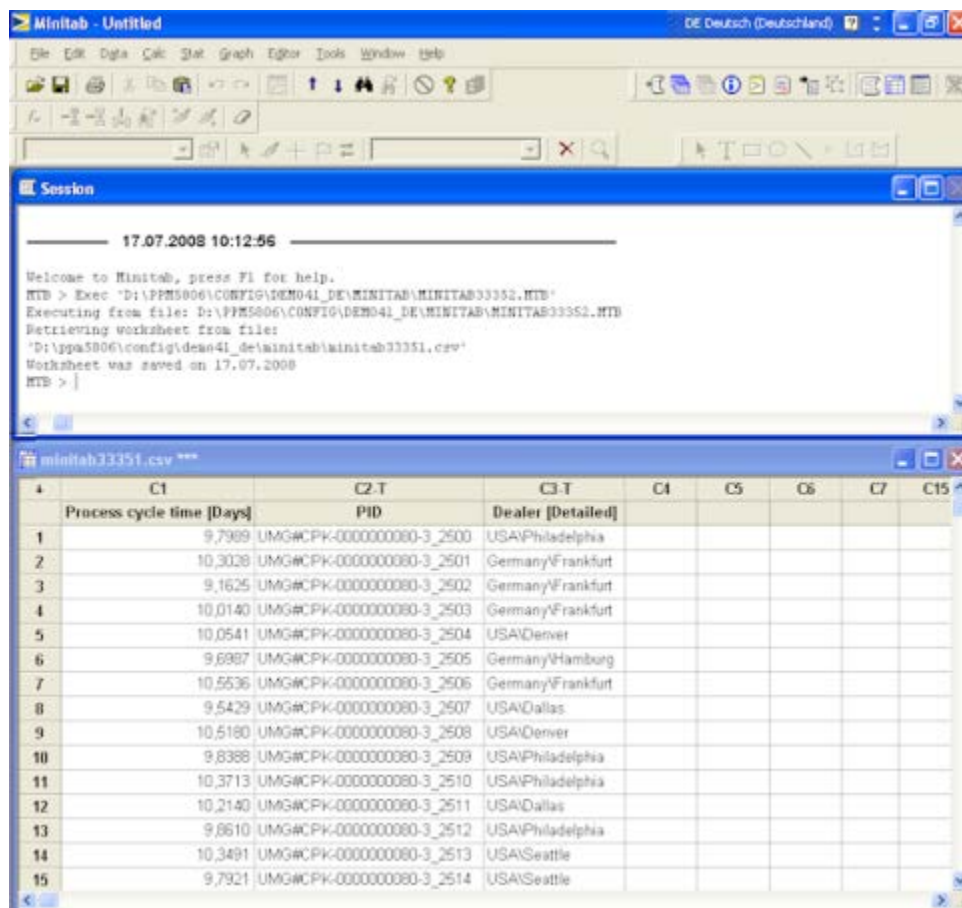 Minitab - Untitled DE Deutsch (Deutschland)
File Edit Data Calc Stat Graph Editor Tools Window Help
Session
17.07.2008 10:12:56
Welcome to Minitab, press F1 for help.
MTB > Exec 'D:\PPM5806\CONFIG\DEMO41_DE\MINITAB\MINITAB33352.MTB'
Executing from file: D:\PPM5806\CONFIG\DEMO41_DE\MINITAB\MINITAB33352.MTB
Retrieving worksheet from file:
'D:\ppm5806\config\demo41_de\minitab\minitab33351.csv'
Worksheet was saved on 17.07.2008
MTB >
minitab33351.csv ***
C1 C2-T C3-T C4 C5 C6 C7 C15
Process cycle time [Days] PID Dealer [Detailed]
1 9,7989 UMG#CPK-0000000080-3_2500 USA\Philadelphia
2 10,3028 UMG#CPK-0000000080-3_2501 Germany\Frankfurt
3 9,1625 UMG#CPK-0000000080-3_2502 Germany\Frankfurt
4 10,0140 UMG#CPK-0000000080-3_2503 Germany\Frankfurt
5 10,0541 UMG#CPK-0000000080-3_2504 USA\Denver
6 9,6987 UMG#CPK-0000000080-3_2505 Germany\Hamburg
7 10,5536 UMG#CPK-0000000080-3_2506 Germany\Frankfurt
8 9,5429 UMG#CPK-0000000080-3_2507 USA\Dallas
9 10,5180 UMG#CPK-0000000080-3_2508 USA\Denver
10 9,8388 UMG#CPK-0000000080-3_2509 USA\Philadelphia
11 10,3713 UMG#CPK-0000000080-3_2510 USA\Philadelphia
12 10,2140 UMG#CPK-0000000080-3_2511 USA\Dallas
13 9,8610 UMG#CPK-0000000080-3_2512 USA\Philadelphia
14 10,3491 UMG#CPK-0000000080-3_2513 USA\Seattle
15 9,7921 UMG#CPK-0000000080-3_2514 USA\Seattle